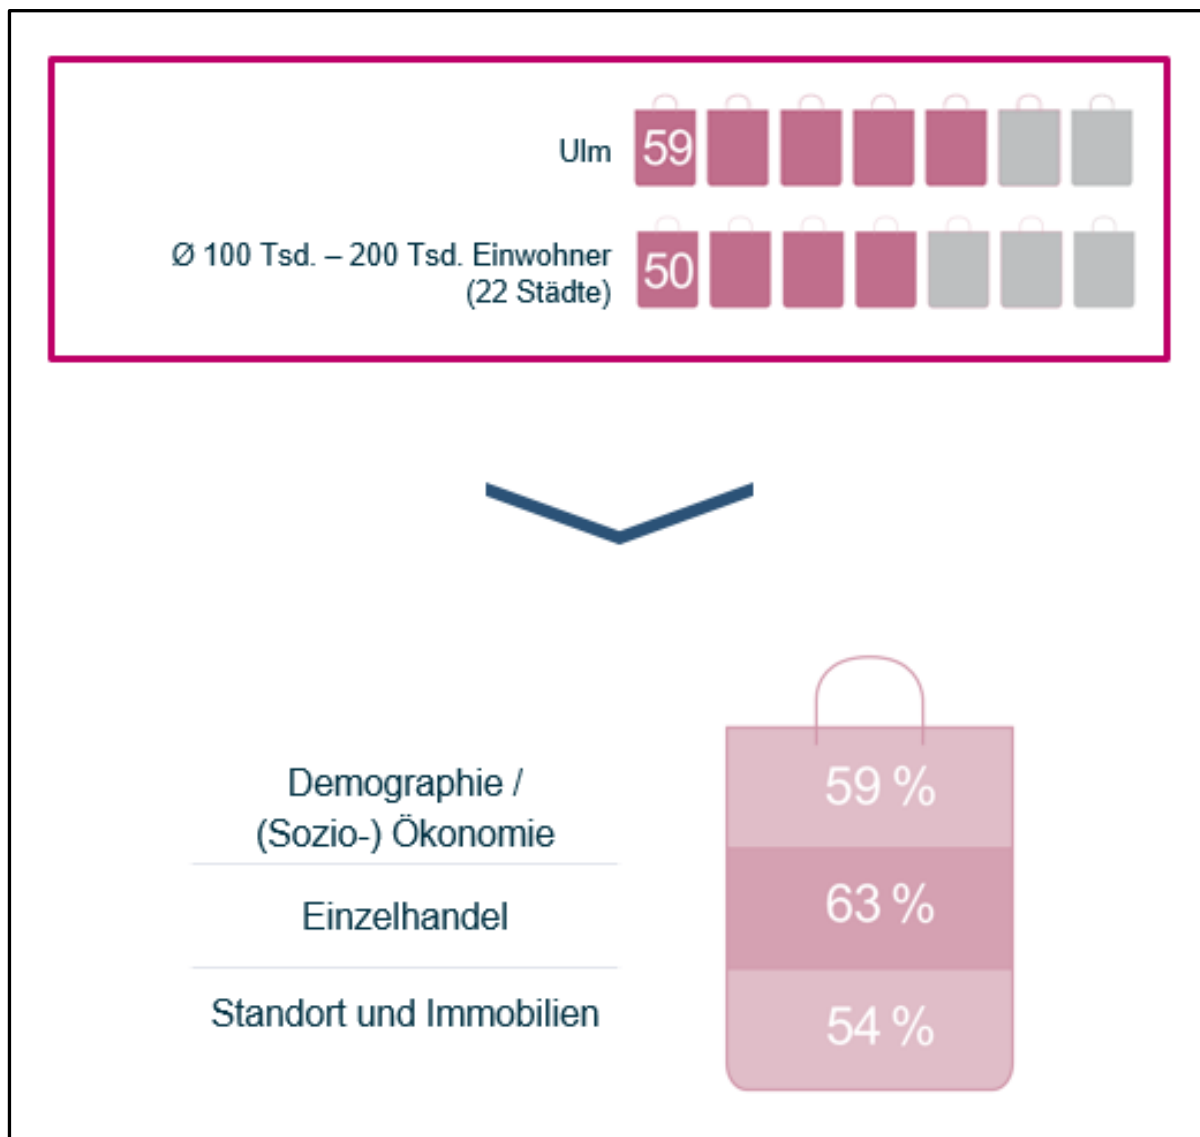 Ulm
59
Ø 100 Tsd. – 200 Tsd. Einwohner
(22 Städte)
50
Demographie /
(Sozio-) Ökonomie
59 %
Einzelhandel
63 %
Standort und Immobilien
54 %